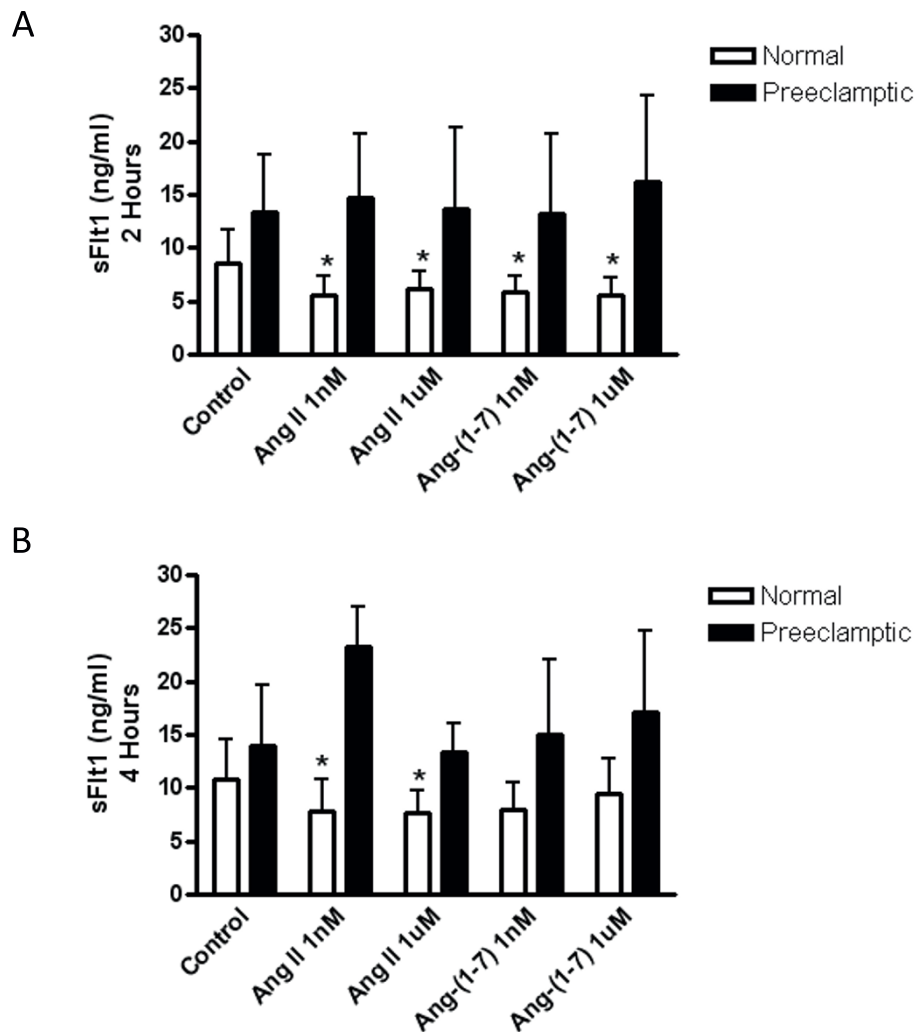 A
sFlt1 (ng/ml)
2 Hours
30
25
20
15
10
5
0
* * * *
Control
Ang II 1nM
Ang II 1uM
Ang-(1-7) 1nM
Ang-(1-7) 1uM
Normal
Preeclamptic
B
sFlt1 (ng/ml)
4 Hours
30
25
20
15
10
5
0
* *
Control
Ang II 1nM
Ang II 1uM
Ang-(1-7) 1nM
Ang-(1-7) 1uM
Normal
Preeclamptic